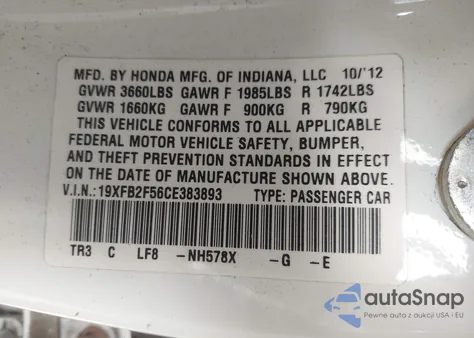 MFD. BY HONDA MFG. OF INDIANA, LLC 10/'12
GVWR 3660LBS GAWR F 1985LBS R 1742LBS
GVWR 1660KG GAWR F 900KG R 790KG
THIS VEHICLE CONFORMS TO ALL APPLICABLE
FEDERAL MOTOR VEHICLE SAFETY, BUMPER,
AND THEFT PREVENTION STANDARDS IN EFFECT
ON THE DATE OF MANUFACTURE SHOWN ABOVE.
V.I.N.: 19XFB2F56CE383893 TYPE: PASSENGER CAR
TR3 C LF8 -NH578X -G -E
autoSnap
Pewne auta z aukcji USA i EU